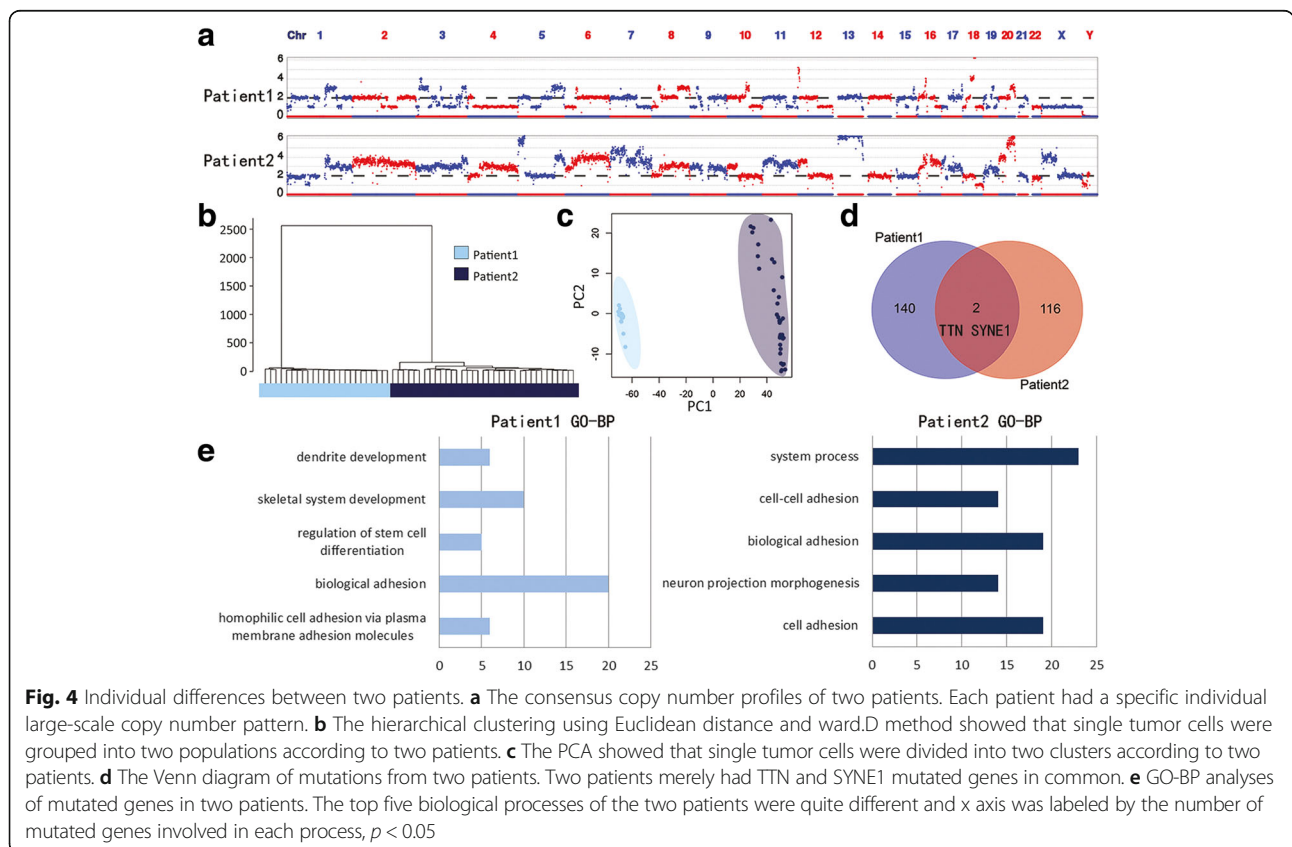 a
Chr 1 2 3 4 5 6 7 8 9 10 11 12 13 14 15 16 17 18 19 20 21 22 X Y
6
4
2
0
Patient1
6
4
2
0
Patient2
b
2500
2000
1500
1000
500
0
Patient1
Patient2
c
20
10
0
-10
PC2
-60 -40 -20 0 20 40
PC1
d
Patient1
140
2
116
TTN SYNE1
Patient2
e
Patient1 GO-BP
dendrite development
skeletal system development
regulation of stem cell
differentiation
biological adhesion
homophilic cell adhesion via plasma
membrane adhesion molecules
0 5 10 15 20 25
Patient2 GO-BP
system process
cell-cell adhesion
biological adhesion
neuron projection morphogenesis
cell adhesion
0 5 10 15 20 25
Fig. 4 Individual differences between two patients. a The consensus copy number profiles of two patients. Each patient had a specific individual
large-scale copy number pattern. b The hierarchical clustering using Euclidean distance and ward.D method showed that single tumor cells were
grouped into two populations according to two patients. c The PCA showed that single tumor cells were divided into two clusters according to two
patients. d The Venn diagram of mutations from two patients. Two patients merely had TTN and SYNE1 mutated genes in common. e GO-BP analyses
of mutated genes in two patients. The top five biological processes of the two patients were quite different and x axis was labeled by the number of
mutated genes involved in each process, p < 0.05